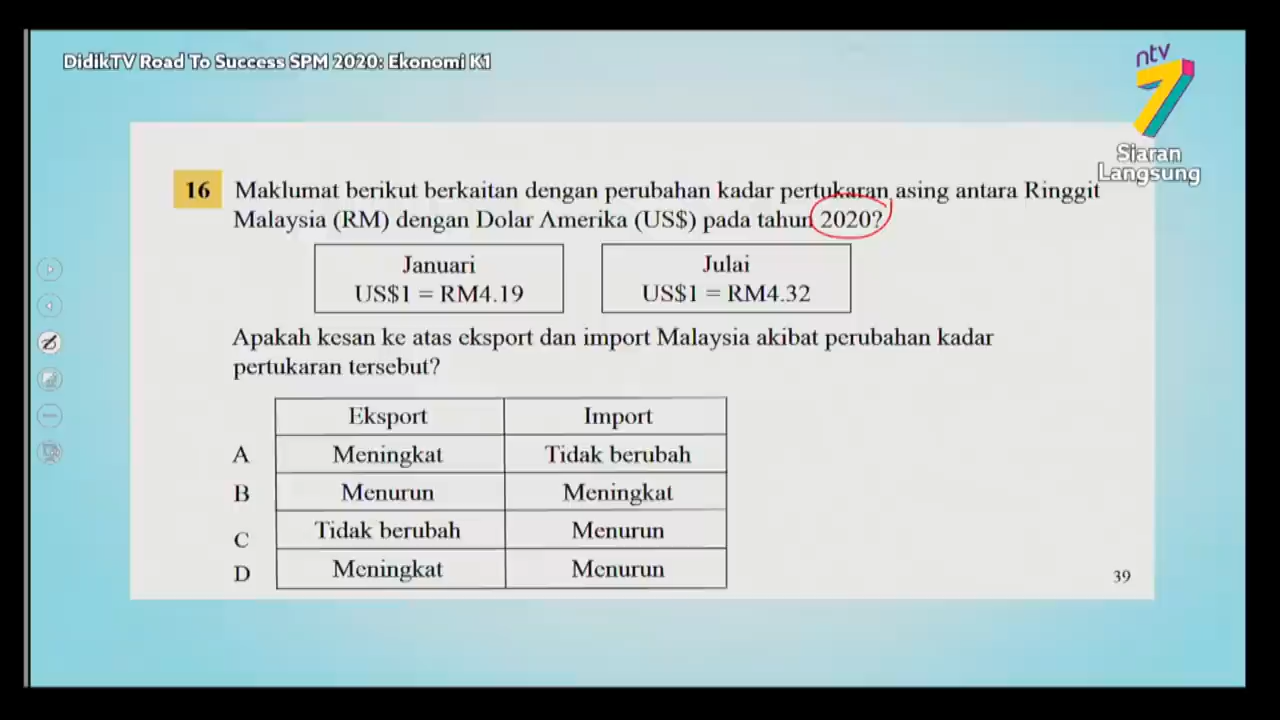 DidikTV Road To Success SPM 2020: Ekonomi K1
ntv
7
Siaran
Langsung
16 Maklumat berikut berkaitan dengan perubahan kadar pertukaran asing antara Ringgit
Malaysia (RM) dengan Dolar Amerika (US$) pada tahun 2020?
Januari
US$1 = RM4.19
Julai
US$1 = RM4.32
Apakah kesan ke atas eksport dan import Malaysia akibat perubahan kadar
pertukaran tersebut?
Eksport Import
A Meningkat Tidak berubah
B Menurun Meningkat
C Tidak berubah Menurun
D Meningkat Menurun
39